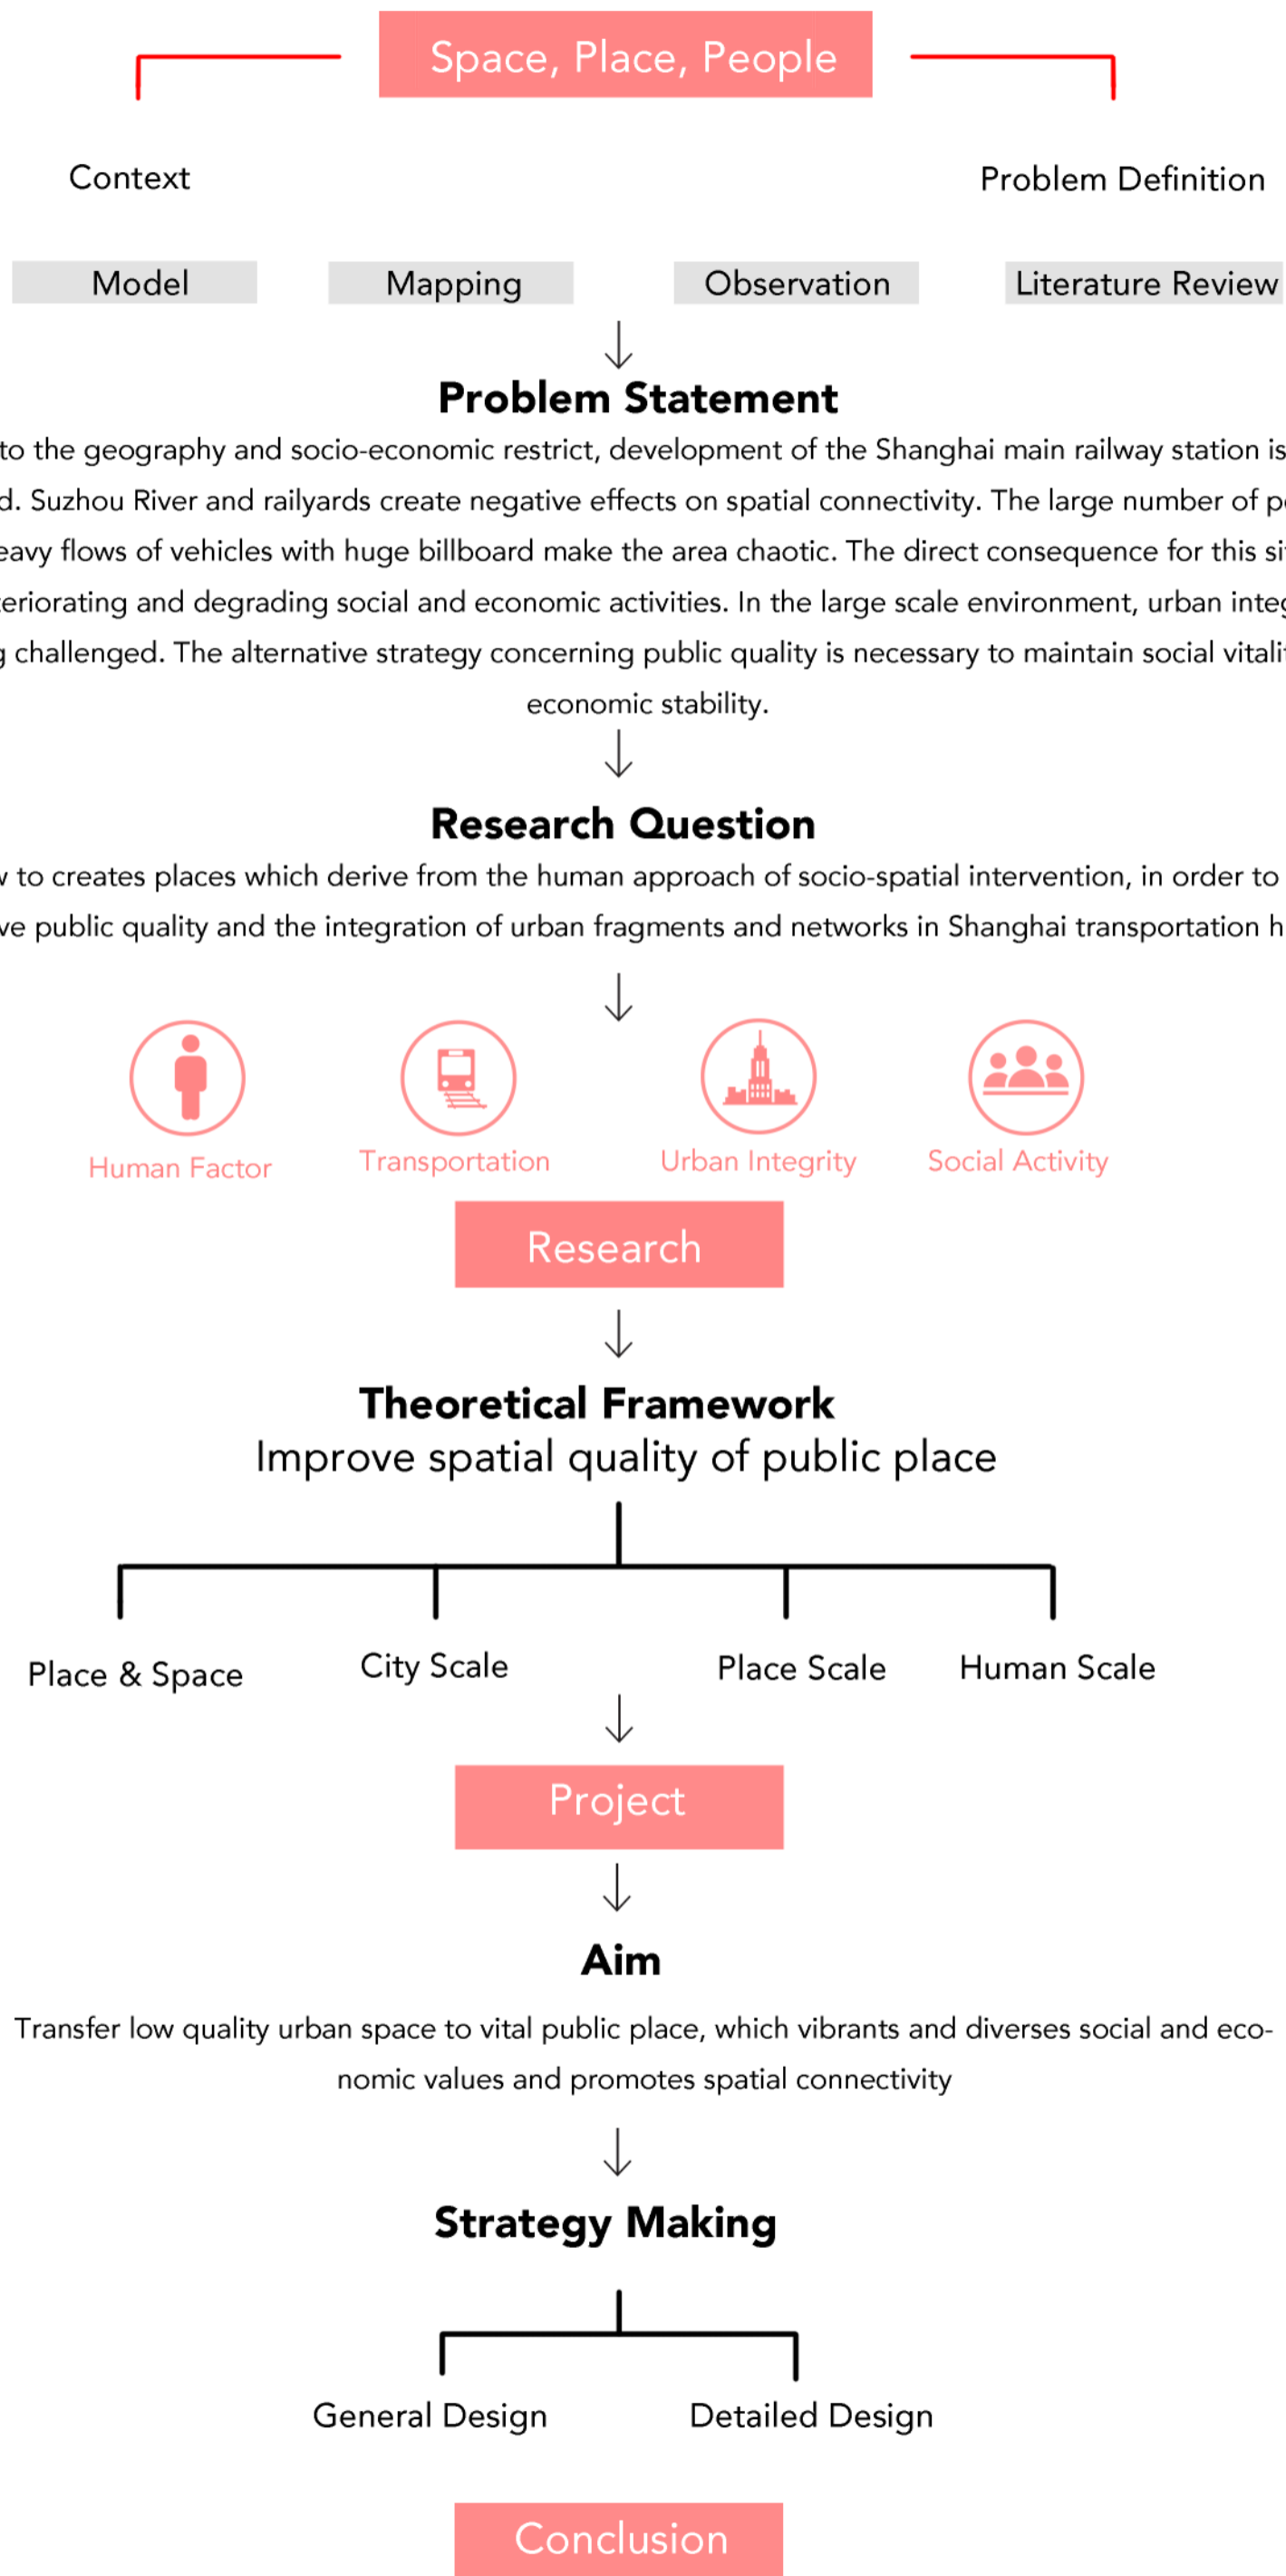 Space, Place, People
Context
Problem Definition
Model
Mapping
Observation
Literature Review
Problem Statement
to the geography and socio-economic restrict, development of the Shanghai main railway station is
d. Suzhou River and railyards create negative effects on spatial connectivity. The large number of
eavy flows of vehicles with huge billboard make the area chaotic. The direct consequence for this
eriorating and degrading social and economic activities. In the large scale environment, urban
challenged. The alternative strategy concerning public quality is necessary to maintain social
economic stability.
Research Question
to creates places which derive from the human approach of socio-spatial intervention, in order to
ve public quality and the integration of urban fragments and networks in Shanghai transportation
Human Factor
Transportation
Urban Integrity
Social Activity
Research
Theoretical Framework
Improve spatial quality of public place
Place & Space
City Scale
Place Scale
Human Scale
Project
Aim
Transfer low quality urban space to vital public place, which vibrants and diverses social and eco-
nomic values and promotes spatial connectivity
Strategy Making
General Design
Detailed Design
Conclusion